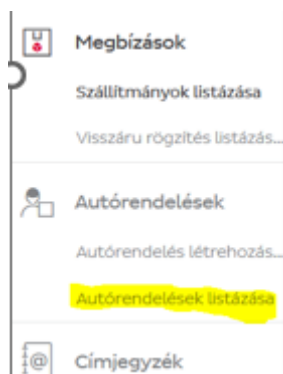 Megbízások
Szállítmányok listázása
Visszáru rögzítés listázás...
Autórendelések
Autórendelés létrehozás...
Autórendelések listázása
Címjegyzék